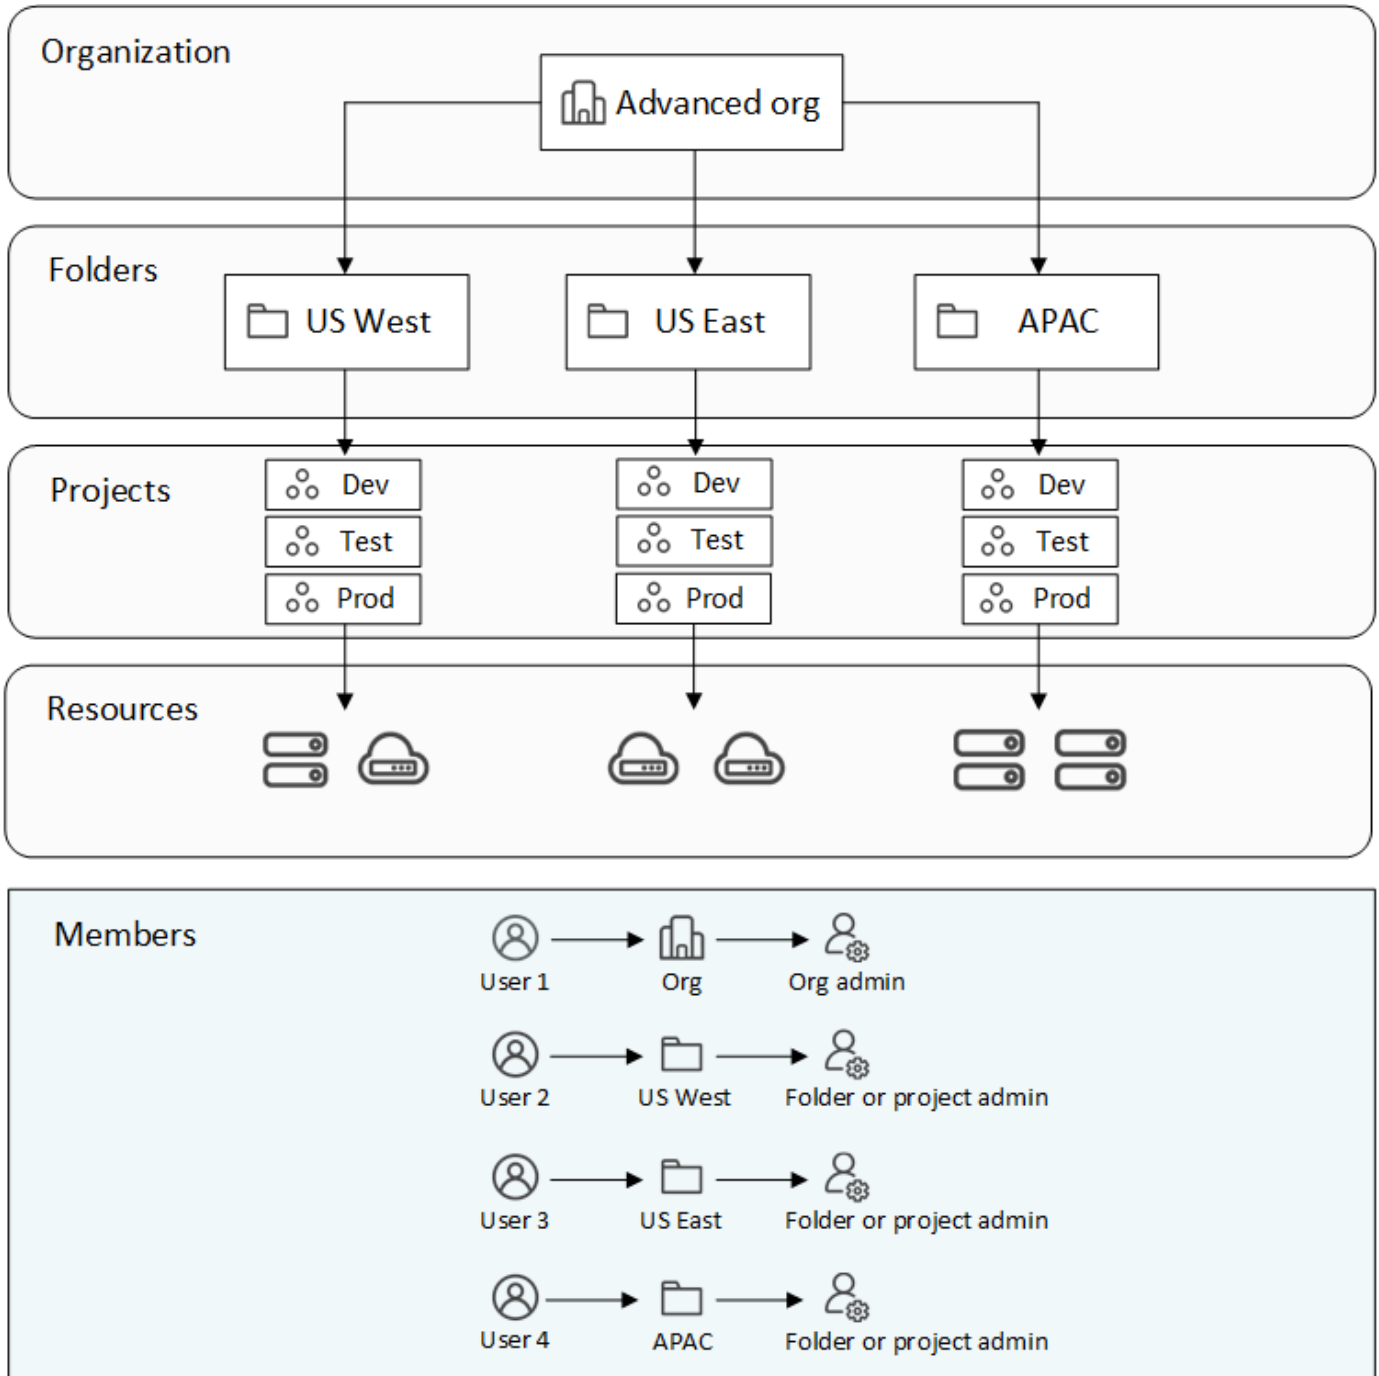 Organization
Advanced org
Folders
US West
US East
APAC
Projects
Dev
Dev
Dev
Test
Test
Test
Prod
Prod
Prod
Resources
Members
User 1
Org
Org admin
User 2
US West
Folder or project admin
User 3
US East
Folder or project admin
User 4
APAC
Folder or project admin